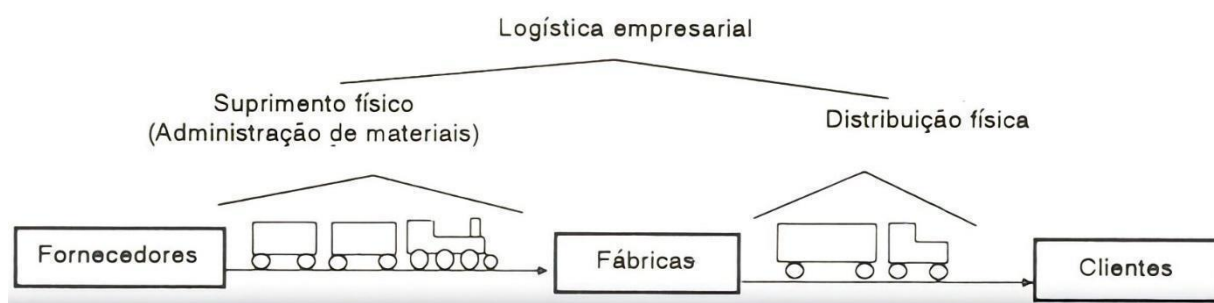 Logística empresarial
Suprimento físico
(Administração de materiais)
Distribuição física
Fornecedores
Fábricas
Clientes